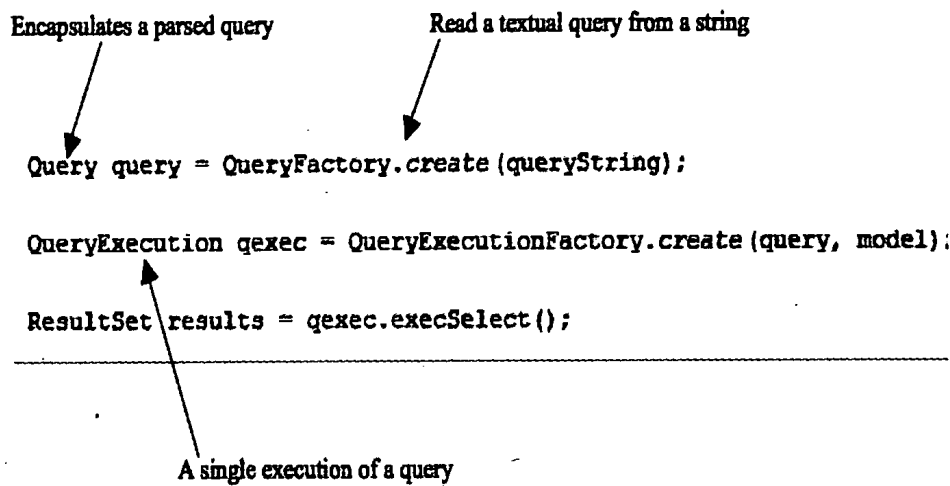 Encapsulates a parsed query
Read a textual query from a string
Query query = QueryFactory.create(queryString);
QueryExecution qexec = QueryExecutionFactory.create(query, model);
ResultSet results = qexec.execSelect();
A single execution of a query